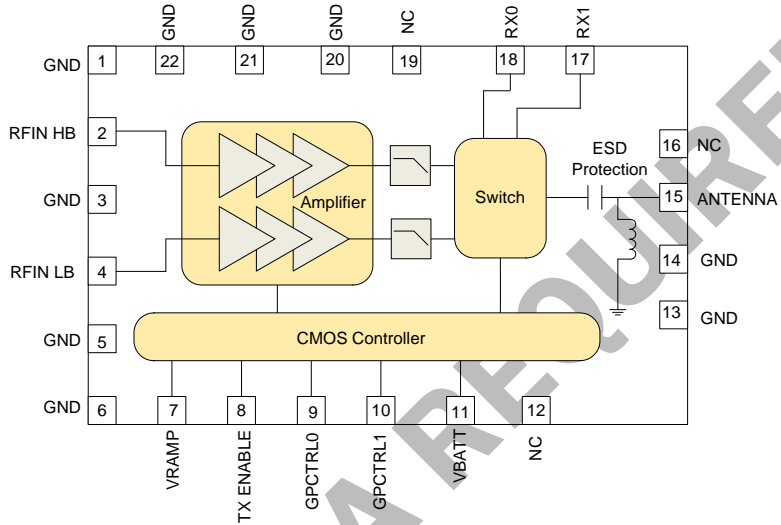 GND
GND
GND
NC
RX0
RX1
GND 1
22
21
20
19
18
17
RFIN HB 2
ESD
Protection
16 NC
GND 3
Amplifier
Switch
15 ANTENNA
RFIN LB 4
14 GND
13 GND
GND 5
CMOS Controller
GND 6
7
8
9
10
11
12
VRAMP
TX ENABLE
GPCTRL0
GPCTRL1
VBATT
NC
A REQUIRE